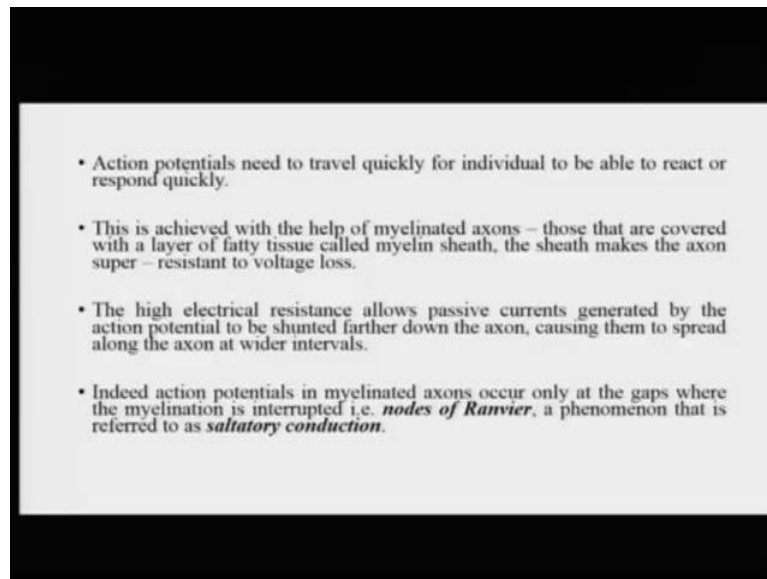 • Action potentials need to travel quickly for individual to be able to react or
respond quickly.
• This is achieved with the help of myelinated axons – those that are covered
with a layer of fatty tissue called myelin sheath, the sheath makes the axon
super – resistant to voltage loss.
• The high electrical resistance allows passive currents generated by the
action potential to be shunted farther down the axon, causing them to spread
along the axon at wider intervals.
• Indeed action potentials in myelinated axons occur only at the gaps where
the myelination is interrupted i.e. nodes of Ranvier, a phenomenon that is
referred to as saltatory conduction.